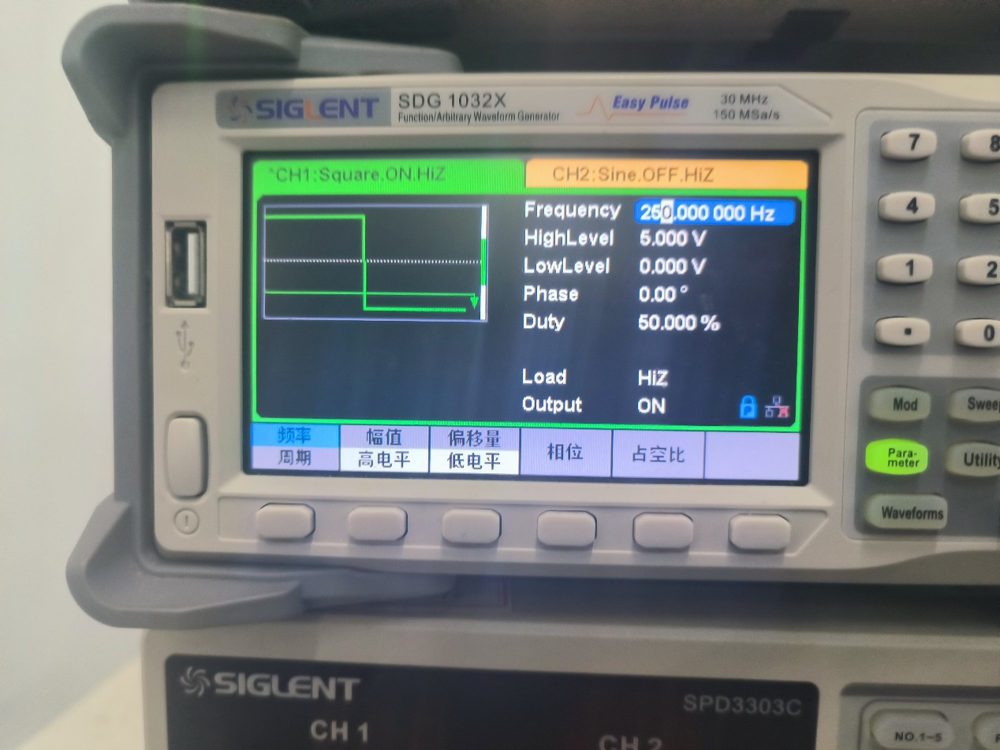 SIGLENT
SDG 1032X
Function/Arbitrary Waveform Generator
Easy Pulse
30 MHz
150 MSa/s
*CH1:Square.ON.HiZ
CH2:Sine.OFF.HiZ
Frequency 250.000 000 Hz
HighLevel 5.000 V
LowLevel 0.000 V
Phase 0.00 °
Duty 50.000 %
Load HiZ
Output ON
频率 幅值 偏移量 相位 占空比
周期 高电平 低电平
7 8
4 5
1 2
. 0
Mod
Para-
meter
Utility
Waveforms
SIGLENT
SPD3303C
CH 1
CH 2
NO.1-5